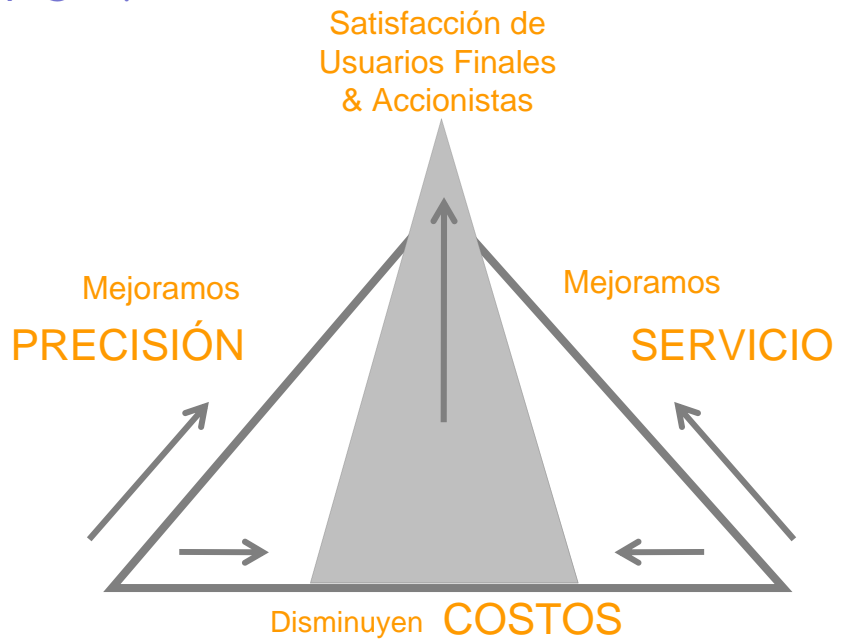 Satisfacción de
Usuarios Finales
& Accionistas
Mejoramos
PRECISIÓN
Mejoramos
SERVICIO
Disminuyen COSTOS